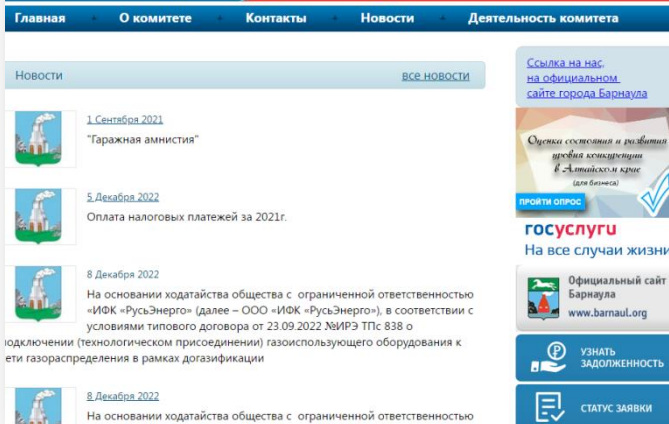 Главная
О комитете
Контакты
Новости
Деятельность комитета
Новости
все новости
1 Сентября 2021
"Гаражная амнистия"
5 Декабря 2022
Оплата налоговых платежей за 2021г.
8 Декабря 2022
На основании ходатайства общества с ограниченной ответственностью
«ИФК «РусьЭнерго» (далее – ООО «ИФК «РусьЭнерго»), в соответствии с
условиями типового договора от 23.09.2022 №ИРЭ ТПс 838 о
подключении (технологическом присоединении) газоиспользующего оборудования к
сети газораспределения в рамках догазификации
8 Декабря 2022
На основании ходатайства общества с ограниченной ответственностью
Ссылка на нас,
на официальном
сайте города Барнаула
Оценка состояния и развития
уровня конкуренции
в Алтайском крае
(для бизнеса)
ПРОЙТИ ОПРОС
госуслуги
На все случаи жизни
Официальный сайт
Барнаула
www.barnaul.org
УЗНАТЬ
ЗАДОЛЖЕННОСТЬ
СТАТУС ЗАЯВКИ